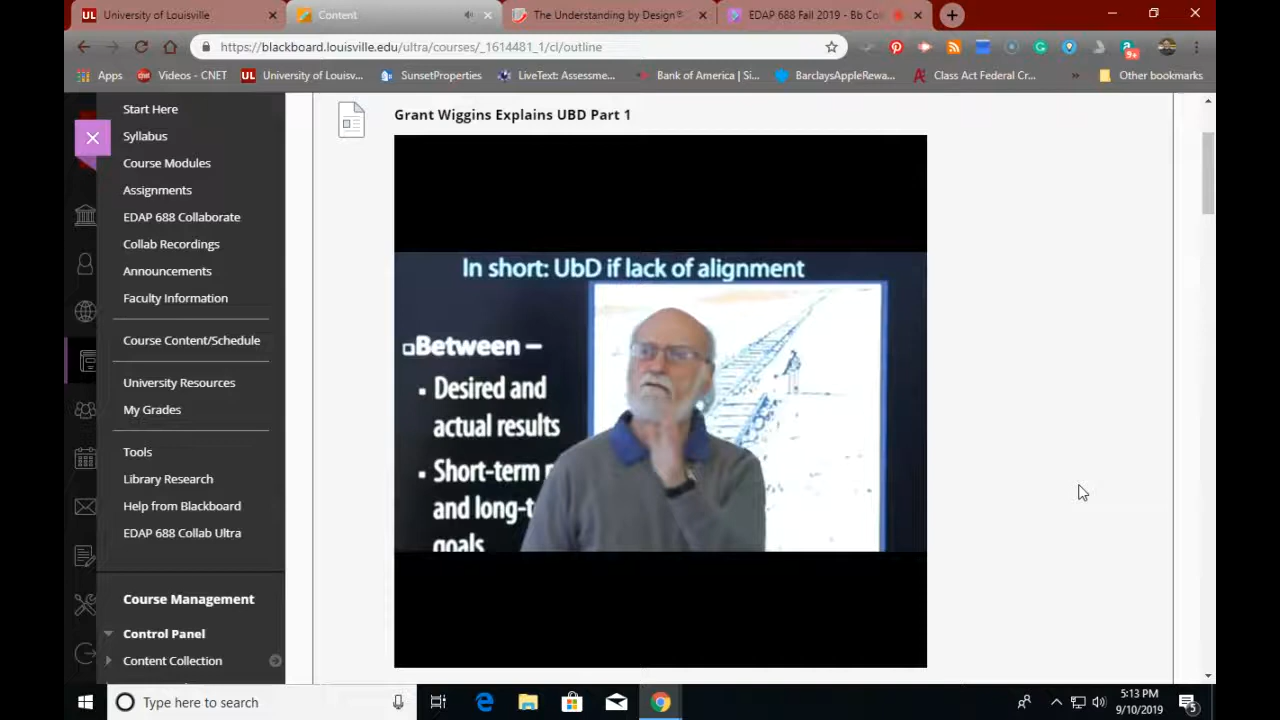 University of Louisville
Content
The Understanding by Design®
EDAP 688 Fall 2019 - Bb Col
https://blackboard.louisville.edu/ultra/courses/_1614481_1/cl/outline
9+
Apps
Videos - CNET
University of Louisv...
SunsetProperties
LiveText: Assessme...
Bank of America | Si...
BarclaysAppleRewa...
Class Act Federal Cr...
»
Other bookmarks
Start Here
Syllabus
Course Modules
Assignments
EDAP 688 Collaborate
Collab Recordings
Announcements
Faculty Information
Course Content/Schedule
University Resources
My Grades
Tools
Library Research
Help from Blackboard
EDAP 688 Collab Ultra
Course Management
Control Panel
Content Collection
Grant Wiggins Explains UBD Part 1
In short: UbD if lack of alignment
Between –
Desired and
actual results
Short-term
and long-t
goals
Type here to search
5:13 PM
9/10/2019
5